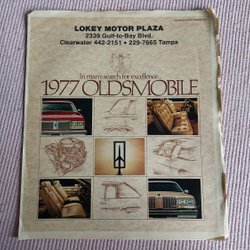 LOKEY MOTOR PLAZA
2339 Gulf-to-Bay Blvd.
Clearwater 442-2151 • 229-7665 Tampa
In man's search for excellence...
1977 OLDSMOBILE